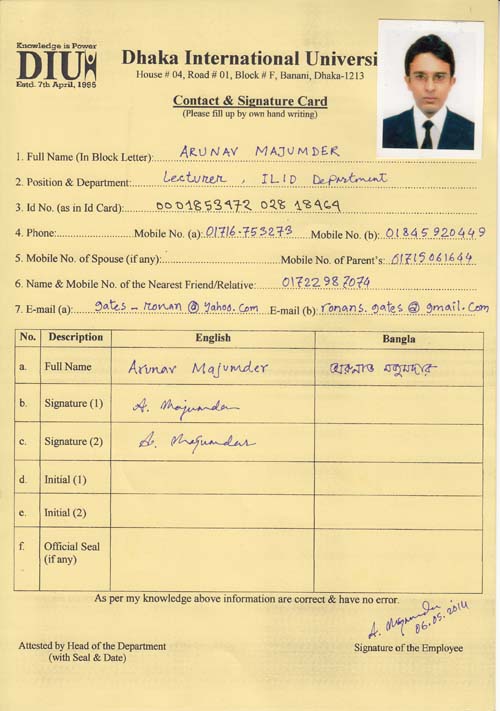 Knowledge is Power
DIU
Estd. 7th April, 1995
Dhaka International Universi
House # 04, Road # 01, Block # F, Banani, Dhaka-1213
Contact & Signature Card
(Please fill up by own hand writing)
1. Full Name (In Block Letter): ARUNAV MAJUMDER
2. Position & Department: Lecturer, ILID Department
3. Id No. (as in Id Card): 0001853472 028 18464
4. Phone: Mobile No. (a): 01716-753273 Mobile No. (b): 01845920449
5. Mobile No. of Spouse (if any): Mobile No. of Parent's: 01715061644
6. Name & Mobile No. of the Nearest Friend/Relative: 01722987074
7. E-mail (a): gates-ronan@yahoo.com E-mail (b): ronans.gates@gmail.com
No. Description English Bangla
a. Full Name Arunav Majumder
b. Signature (1) A. Majumder
c. Signature (2) A. Majumder
d. Initial (1)
e. Initial (2)
f. Official Seal
(if any)
As per my knowledge above information are correct & have no error.
A. Majumder
06.05.2014
Attested by Head of the Department Signature of the Employee
(with Seal & Date)